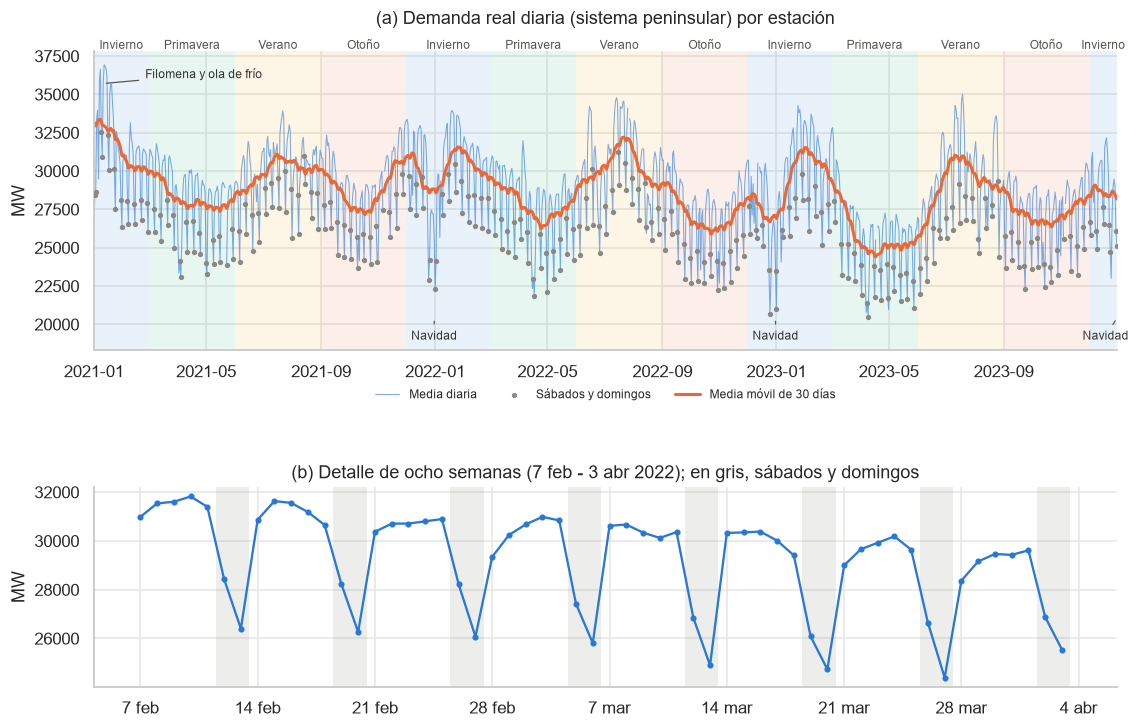 (a) Demanda real diaria (sistema peninsular) por estación
Invierno Primavera Verano Otoño Invierno Primavera Verano Otoño Invierno Primavera Verano Otoño Invierno
37500
Filomena y ola de frío
35000
32500
30000
MW
27500
25000
22500
20000
Navidad Navidad Navidad
2021-01 2021-05 2021-09 2022-01 2022-05 2022-09 2023-01 2023-05 2023-09
Media diaria Sábados y domingos Media móvil de 30 días
(b) Detalle de ocho semanas (7 feb - 3 abr 2022); en gris, sábados y domingos
32000
30000
MW
28000
26000
7 feb 14 feb 21 feb 28 feb 7 mar 14 mar 21 mar 28 mar 4 abr